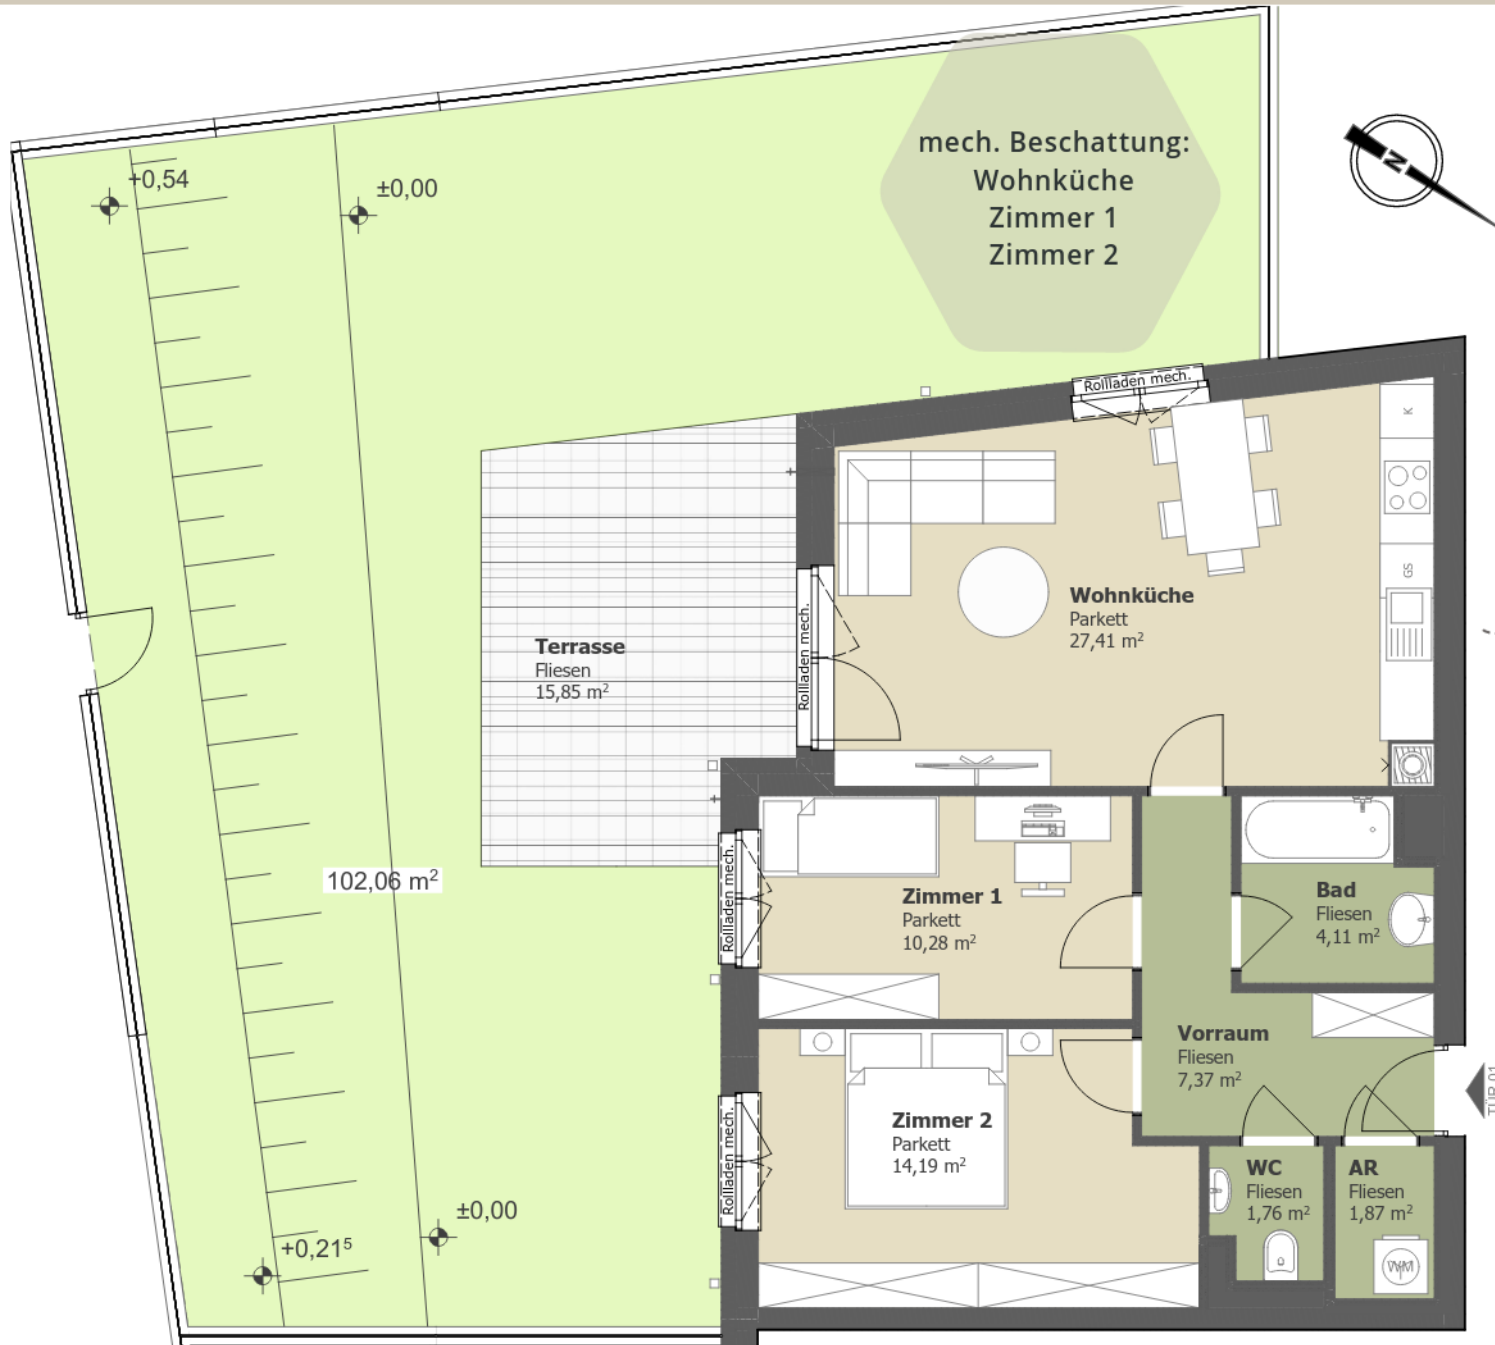 mech. Beschattung:
Wohnküche
Zimmer 1
Zimmer 2
N
+0,54
±0,00
Rollladen mech.
K
GS
Wohnküche
Parkett
27,41 m²
Terrasse
Fliesen
15,85 m²
Rollladen mech.
102,06 m²
Rollladen mech.
Zimmer 1
Parkett
10,28 m²
Bad
Fliesen
4,11 m²
Vorraum
Fliesen
7,37 m²
TÜR 01
Rollladen mech.
Zimmer 2
Parkett
14,19 m²
WC
Fliesen
1,76 m²
AR
Fliesen
1,87 m²
WM
±0,00
+0,21⁵